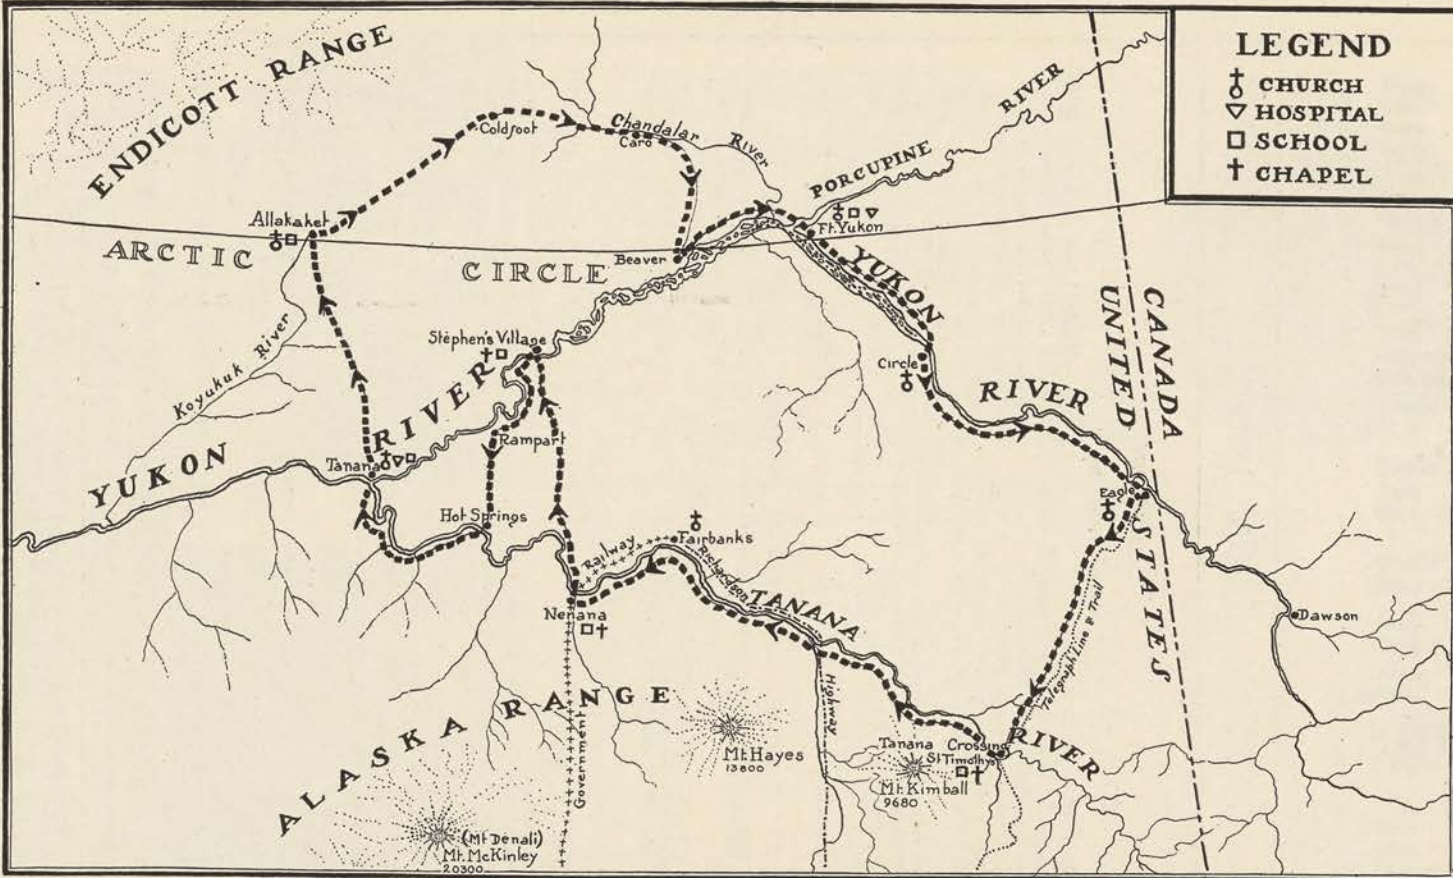 ENDICOTT RANGE
LEGEND
CHURCH
HOSPITAL
SCHOOL
CHAPEL
PORCUPINE RIVER
Coldfoot
Chandalar River
Caro
Allakaket
Ft. Yukon
ARCTIC CIRCLE
Beaver
YUKON RIVER
CANADA
UNITED STATES
Koyukuk River
Stephen's Village
Circle
YUKON RIVER
Rampart
Tanana
Hot Springs
Eagle
Railway
Fairbanks
Richardson Highway
TANANA RIVER
Nenana
Telegraph Line & Trail
Dawson
ALASKA RANGE
Government
Mt. Hayes
13800
Tanana Crossing
St Timothys
Mt. Kimball
9680
(Mt Denali)
Mt. McKinley
20300